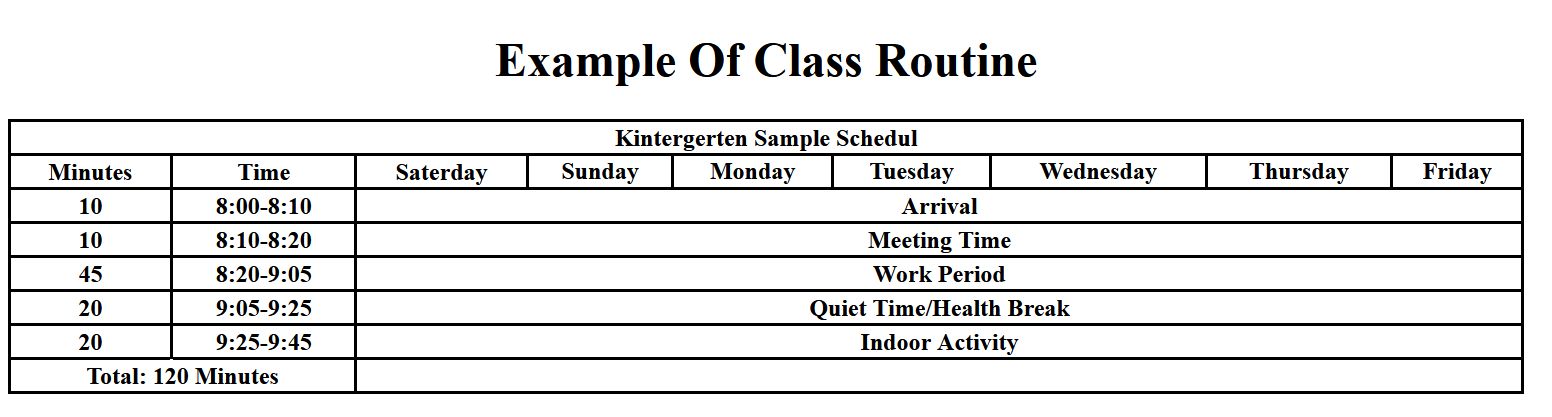 Example Of Class Routine
Kintergerten Sample Schedul
Minutes Time Saterday Sunday Monday Tuesday Wednesday Thursday Friday
10 8:00-8:10 Arrival
10 8:10-8:20 Meeting Time
45 8:20-9:05 Work Period
20 9:05-9:25 Quiet Time/Health Break
20 9:25-9:45 Indoor Activity
Total: 120 Minutes